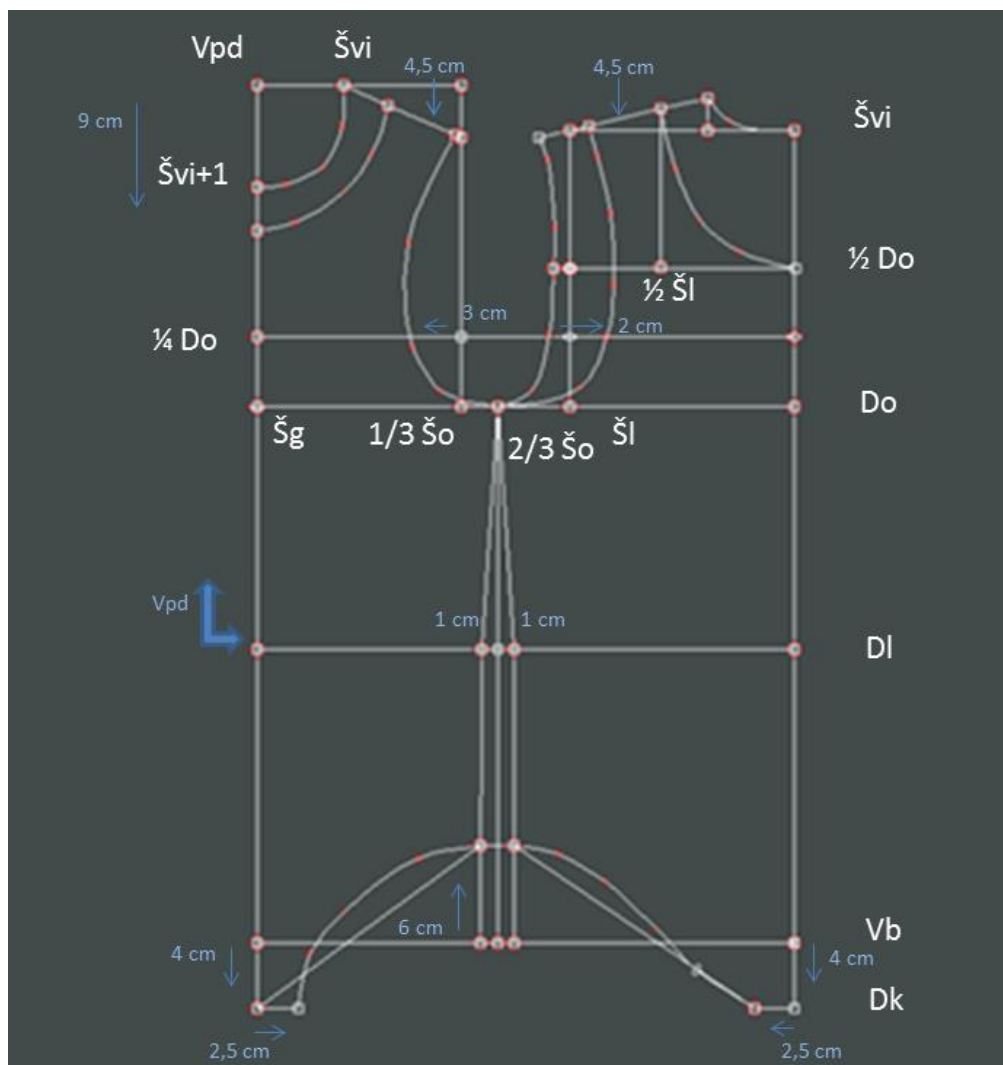 Vpd
Švi
4,5 cm
4,5 cm
9 cm
Švi
Švi+1
½ Do
½ Šl
3 cm
2 cm
¼ Do
Do
Šg
1/3 Šo
2/3 Šo
Šl
Vpd
1 cm
1 cm
Dl
6 cm
Vb
4 cm
4 cm
Dk
2,5 cm
2,5 cm